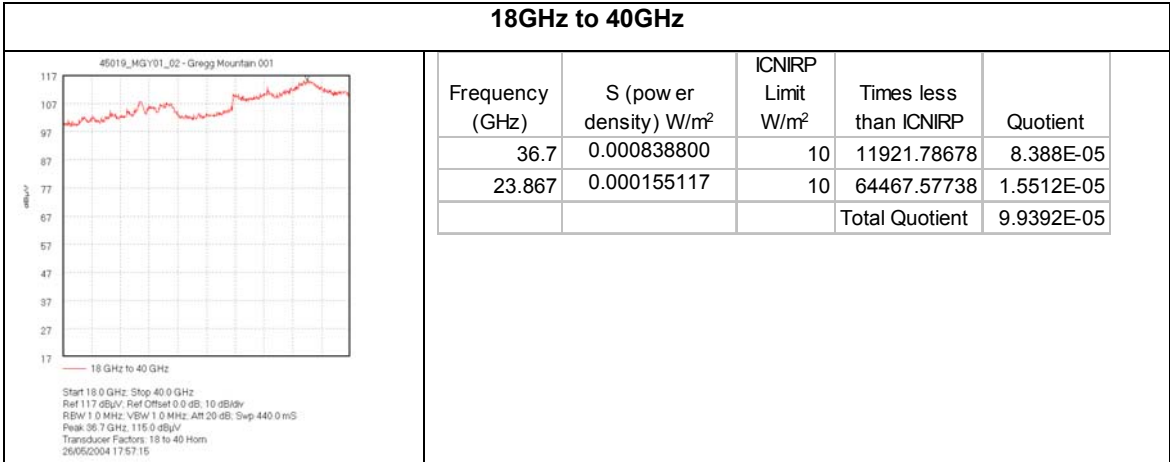 18GHz to 40GHz
45019_MGY01_02 - Gregg Mountain 001
117
107
97
87
77
67
57
47
37
27
17
dBµV
18 GHz to 40 GHz
Start 18.0 GHz; Stop 40.0 GHz
Ref 117 dBµV; Ref Offset 0.0 dB; 10 dB/div
RBW 1.0 MHz; VBW 1.0 MHz; Att 20 dB; Swp 440.0 mS
Peak 36.7 GHz, 115.0 dBµV
Transducer Factors: 18 to 40 Horn
26/05/2004 17:57:15
Frequency (GHz) S (pow er density) W/m² ICNIRP Limit W/m² Times less than ICNIRP Quotient
36.7 0.000838800 10 11921.78678 8.388E-05
23.867 0.000155117 10 64467.57738 1.5512E-05
Total Quotient 9.9392E-05